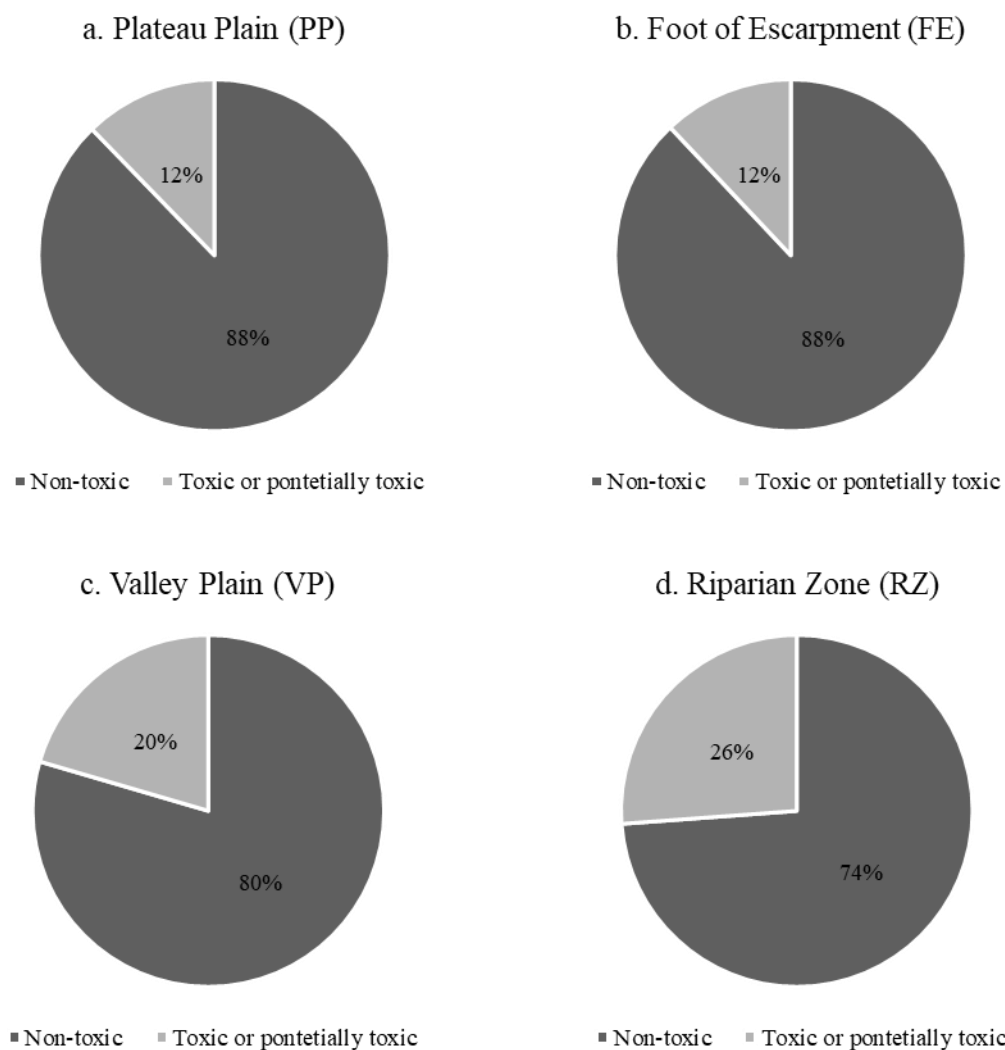 a. Plateau Plain (PP)
b. Foot of Escarpment (FE)
12%
88%
12%
88%
■ Non-toxic ■ Toxic or pontetially toxic
■ Non-toxic ■ Toxic or pontetially toxic
c. Valley Plain (VP)
d. Riparian Zone (RZ)
20%
80%
26%
74%
■ Non-toxic ■ Toxic or pontetially toxic
■ Non-toxic ■ Toxic or pontetially toxic